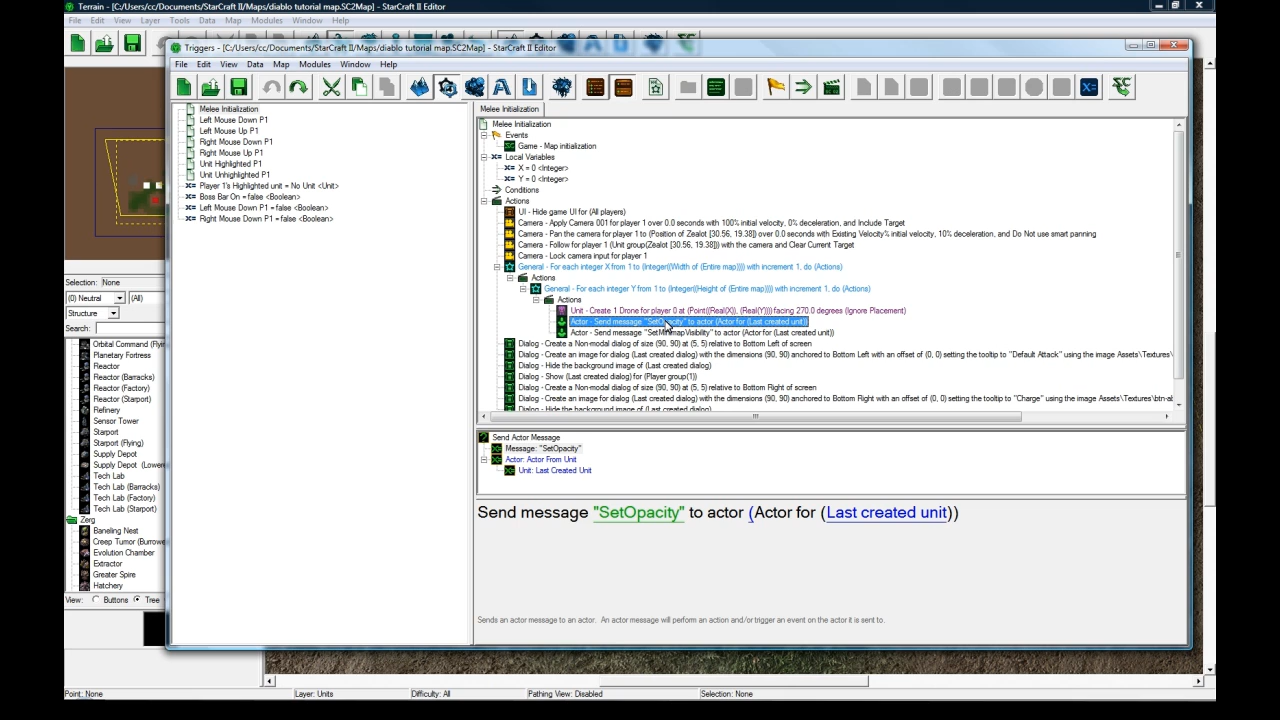 Terrain - [C:/Users/cc/Documents/StarCraft II/Maps/diablo tutorial map.SC2Map] - StarCraft II Editor
File Edit View Layer Tools Data Map Modules Window Help
Triggers - [C:/Users/cc/Documents/StarCraft II/Maps/diablo tutorial map.SC2Map] - StarCraft II Editor
File Edit View Data Map Modules Window Help
Melee Initialization
Left Mouse Down P1
Left Mouse Up P1
Right Mouse Down P1
Right Mouse Up P1
Unit Highlighted P1
Unit Unhighlighted P1
Player 1's Highlighted unit = No Unit <Unit>
Boss Bar On = false <Boolean>
Left Mouse Down P1 = false <Boolean>
Right Mouse Down P1 = false <Boolean>
Melee Initialization
Melee Initialization
Events
Game - Map initialization
Local Variables
X = 0 <Integer>
Y = 0 <Integer>
Conditions
Actions
UI - Hide game UI for (All players)
Camera - Apply Camera 001 for player 1 over 0.0 seconds with 100% initial velocity, 0% deceleration, and Include Target
Camera - Pan the camera for player 1 to (Position of Zealot [30.56, 19.38]) over 0.0 seconds with Existing Velocity% initial velocity, 10% deceleration, and Do Not use smart panning
Camera - Follow for player 1 (Unit group(Zealot [30.56, 19.38])) with the camera and Clear Current Target
Camera - Lock camera input for player 1
General - For each integer X from 1 to (Integer((Width of (Entire map)))) with increment 1, do (Actions)
Actions
General - For each integer Y from 1 to (Integer((Height of (Entire map)))) with increment 1, do (Actions)
Actions
Unit - Create 1 Drone for player 0 at (Point((Real(X)), (Real(Y)))) facing 270.0 degrees (Ignore Placement)
Actor - Send message "SetOpacity" to actor (Actor for (Last created unit))
Actor - Send message "SetMinimapVisibility" to actor (Actor for (Last created unit))
Dialog - Create a Non-modal dialog of size (90, 90) at (5, 5) relative to Bottom Left of screen
Dialog - Create an image for dialog (Last created dialog) with the dimensions (90, 90) anchored to Bottom Left with an offset of (0, 0) setting the tooltip to "Default Attack" using the image Assets\Textures\
Dialog - Hide the background image of (Last created dialog)
Dialog - Show (Last created dialog) for (Player group(1))
Dialog - Create a Non-modal dialog of size (90, 90) at (5, 5) relative to Bottom Right of screen
Dialog - Create an image for dialog (Last created dialog) with the dimensions (90, 90) anchored to Bottom Right with an offset of (0, 0) setting the tooltip to "Charge" using the image Assets\Textures\btn-ab
Dialog - Hide the background image of (Last created dialog)
Send Actor Message
Message: "SetOpacity"
Actor: Actor From Unit
Unit: Last Created Unit
Send message "SetOpacity" to actor (Actor for (Last created unit))
Sends an actor message to an actor. An actor message will perform an action and/or trigger an event on the actor it is sent to.
Selection: None
(0) Neutral (All)
Structure
Search:
Orbital Command (Flyin
Planetary Fortress
Reactor
Reactor (Barracks)
Reactor (Factory)
Reactor (Starport)
Refinery
Sensor Tower
Starport
Starport (Flying)
Supply Depot
Supply Depot (Lowere
Tech Lab
Tech Lab (Barracks)
Tech Lab (Factory)
Tech Lab (Starport)
Zerg
Baneling Nest
Creep Tumor (Burrowe
Evolution Chamber
Extractor
Greater Spire
Hatchery
View: Buttons Tree
Point: None Layer: Units Difficulty: All Pathing View: Disabled Selection: None